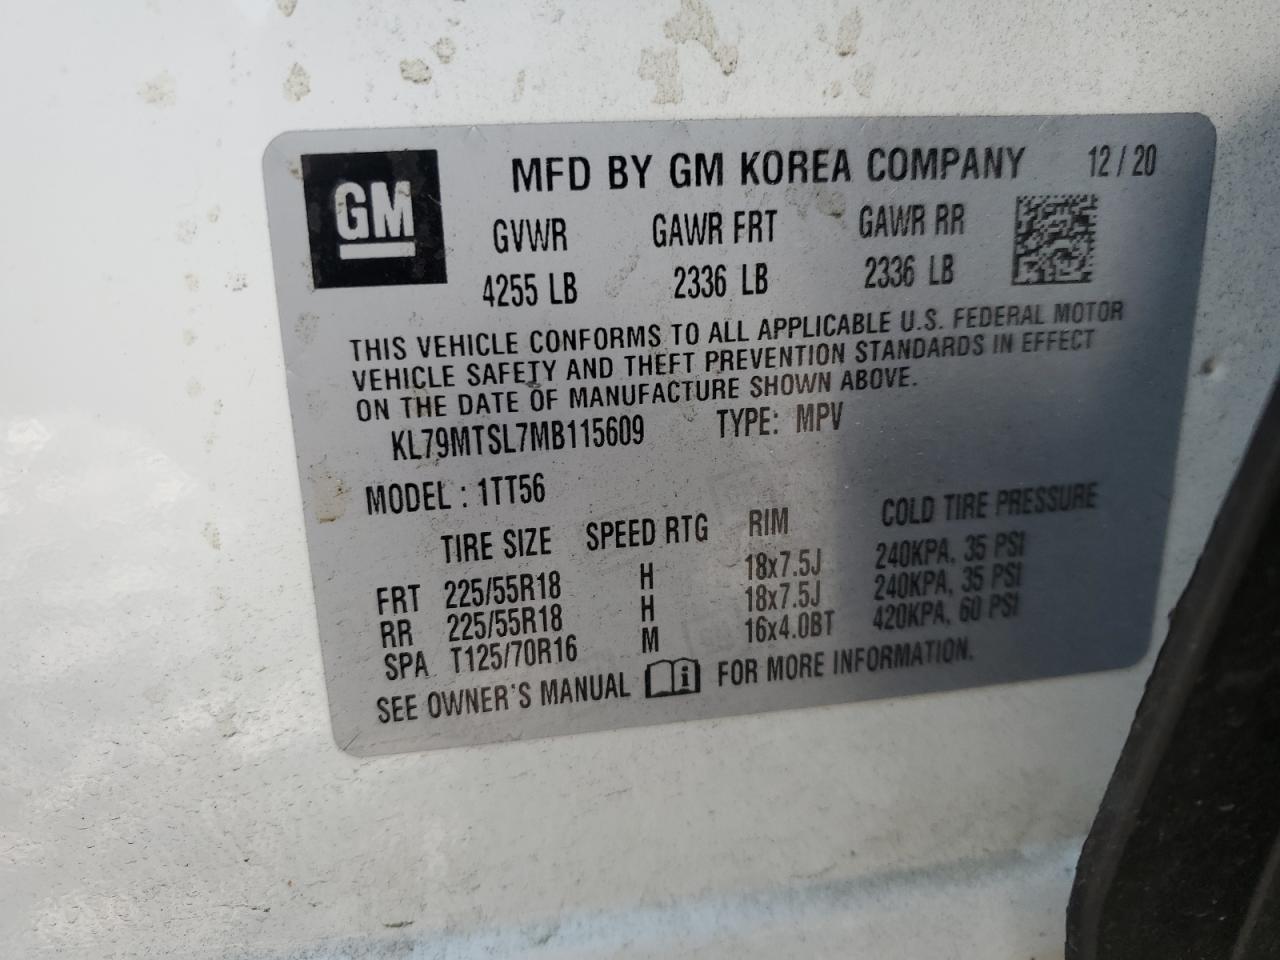 GM
MFD BY GM KOREA COMPANY 12/20
GVWR GAWR FRT GAWR RR
4255 LB 2336 LB 2336 LB
THIS VEHICLE CONFORMS TO ALL APPLICABLE U.S. FEDERAL MOTOR
VEHICLE SAFETY AND THEFT PREVENTION STANDARDS IN EFFECT
ON THE DATE OF MANUFACTURE SHOWN ABOVE.
KL79MTSL7MB115609 TYPE: MPV
MODEL : 1TT56
TIRE SIZE SPEED RTG RIM COLD TIRE PRESSURE
FRT 225/55R18 H 18x7.5J 240KPA, 35 PSI
RR 225/55R18 H 18x7.5J 240KPA, 35 PSI
SPA T125/70R16 M 16x4.0BT 420KPA, 60 PSI
SEE OWNER'S MANUAL i FOR MORE INFORMATION.